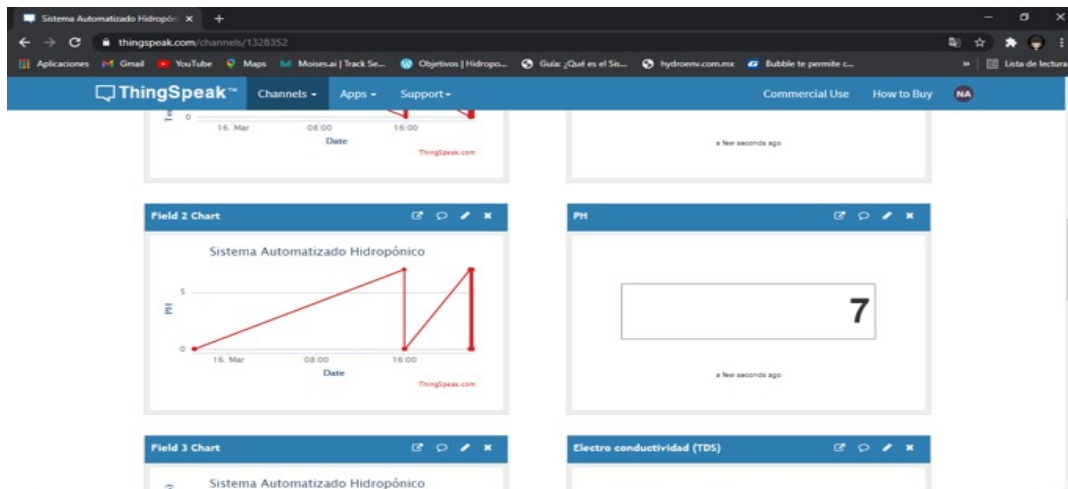 Sistema Automatizado Hidropón
thingspeak.com/channels/1328352
Aplicaciones Gmail YouTube Maps Moises.ai | Track Se... Objetivos | Hidropo... Guía: ¿Qué es el Sis... hydroenv.com.mx Bubble te permite c... » Lista de lectura
ThingSpeak™ Channels Apps Support Commercial Use How to Buy NA
0
16. Mar 08:00 16:00
Date
ThingSpeak.com
a few seconds ago
Field 2 Chart
Sistema Automatizado Hidropónico
PH
5
0
16. Mar 08:00 16:00
Date
ThingSpeak.com
PH
7
a few seconds ago
Field 3 Chart
Sistema Automatizado Hidropónico
Electro conductividad (TDS)